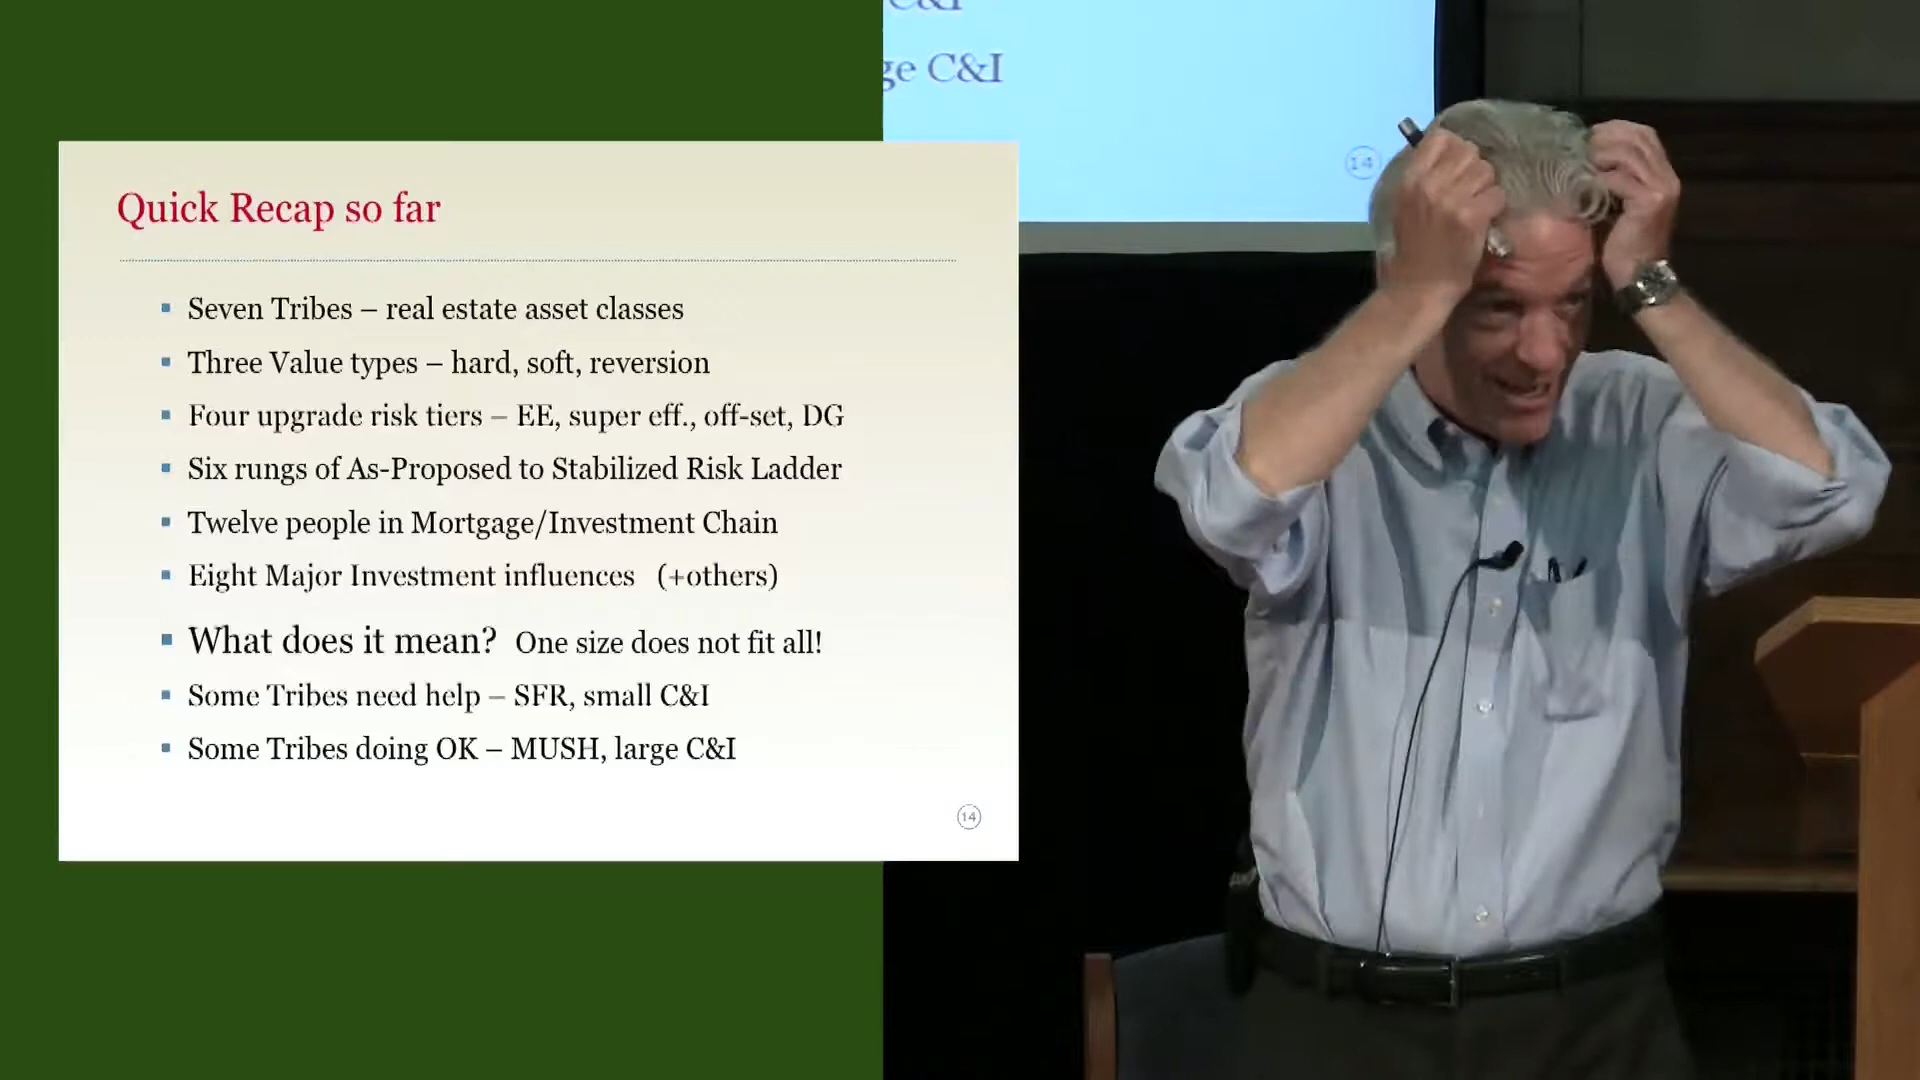 C&I
ge C&I
14
Quick Recap so far
Seven Tribes – real estate asset classes
Three Value types – hard, soft, reversion
Four upgrade risk tiers – EE, super eff., off-set, DG
Six rungs of As-Proposed to Stabilized Risk Ladder
Twelve people in Mortgage/Investment Chain
Eight Major Investment influences (+others)
What does it mean? One size does not fit all!
Some Tribes need help – SFR, small C&I
Some Tribes doing OK – MUSH, large C&I
14